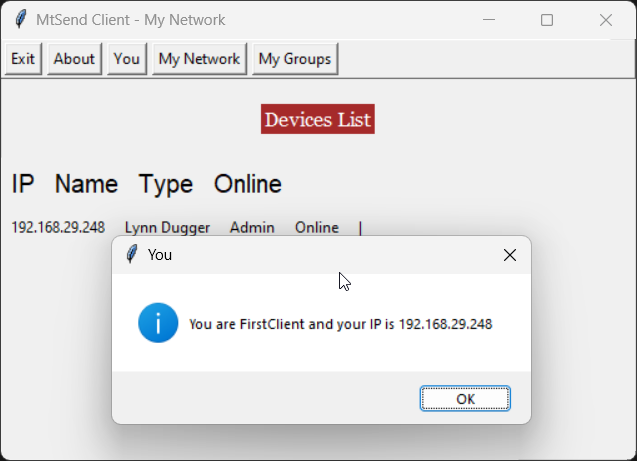 MtSend Client - My Network
Exit About You My Network My Groups
Devices List
IP Name Type Online
192.168.29.248 Lynn Dugger Admin Online |
You
You are FirstClient and your IP is 192.168.29.248
OK